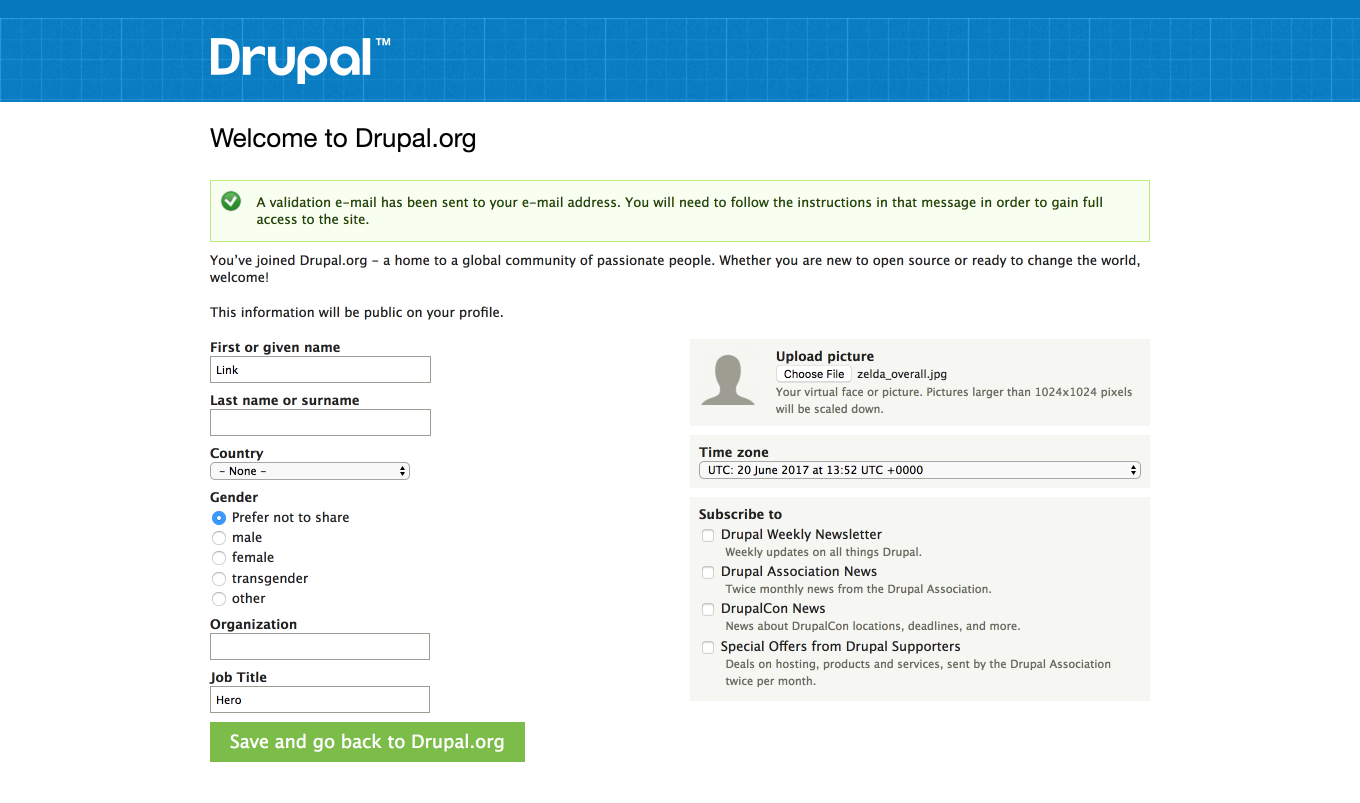 Drupal™
Welcome to Drupal.org
A validation e-mail has been sent to your e-mail address. You will need to follow the instructions in that message in order to gain full
access to the site.
You’ve joined Drupal.org – a home to a global community of passionate people. Whether you are new to open source or ready to change the world,
welcome!
This information will be public on your profile.
First or given name
Link
Last name or surname
Country
- None -
Gender
Prefer not to share
male
female
transgender
other
Organization
Job Title
Hero
Save and go back to Drupal.org
Upload picture
Choose File zelda_overall.jpg
Your virtual face or picture. Pictures larger than 1024x1024 pixels
will be scaled down.
Time zone
UTC: 20 June 2017 at 13:52 UTC +0000
Subscribe to
Drupal Weekly Newsletter
Weekly updates on all things Drupal.
Drupal Association News
Twice monthly news from the Drupal Association.
DrupalCon News
News about DrupalCon locations, deadlines, and more.
Special Offers from Drupal Supporters
Deals on hosting, products and services, sent by the Drupal Association
twice per month.